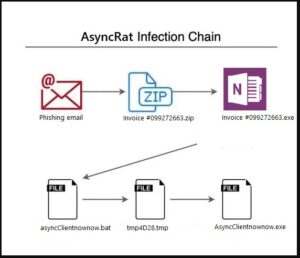 AsyncRat Infection Chain
@
ZIP
N
Phishing email
Invoice #099272663.zip
Invoice #099272663.exe
FILE
FILE
FILE
asyncClientnownow.bat
tmp4D28.tmp
AsyncClientnownow.exe